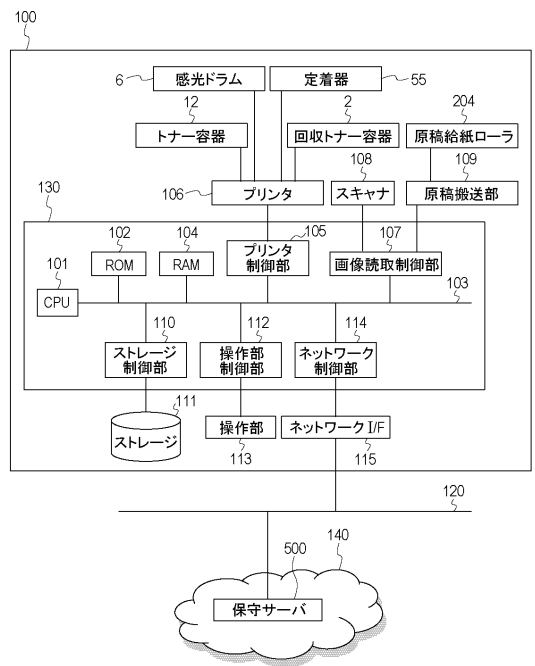 100
6
感光ドラム
定着器
55
12
2
204
トナー容器
回収トナー容器
原稿給紙ローラ
108
109
106
プリンタ
スキャナ
原稿搬送部
130
102
104
105
107
101
ROM
RAM
プリンタ
制御部
画像読取制御部
103
CPU
110
112
114
ストレージ
制御部
操作部
制御部
ネットワーク
制御部
111
ストレージ
操作部
ネットワークI/F
113
115
120
140
500
保守サーバ